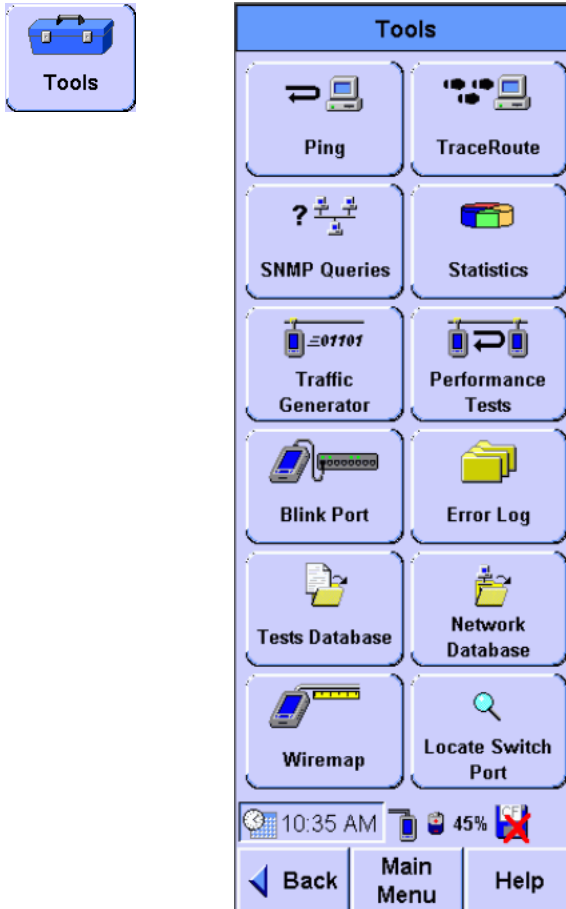 Tools
Tools
Ping
TraceRoute
?
SNMP Queries
Statistics
01101
Traffic
Generator
Performance
Tests
Blink Port
Error Log
Tests Database
Network
Database
Wiremap
Locate Switch
Port
10:35 AM
45%
CF
Back
Main
Menu
Help